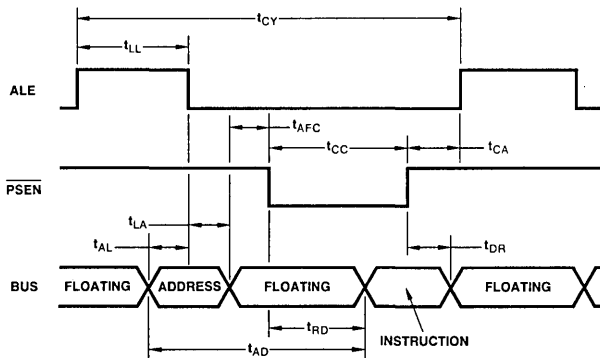 tCY
tLL
ALE
tAFC
tCC
tCA
PSEN
tLA
tAL
tDR
BUS
FLOATING
ADDRESS
FLOATING
FLOATING
tRD
INSTRUCTION
tAD